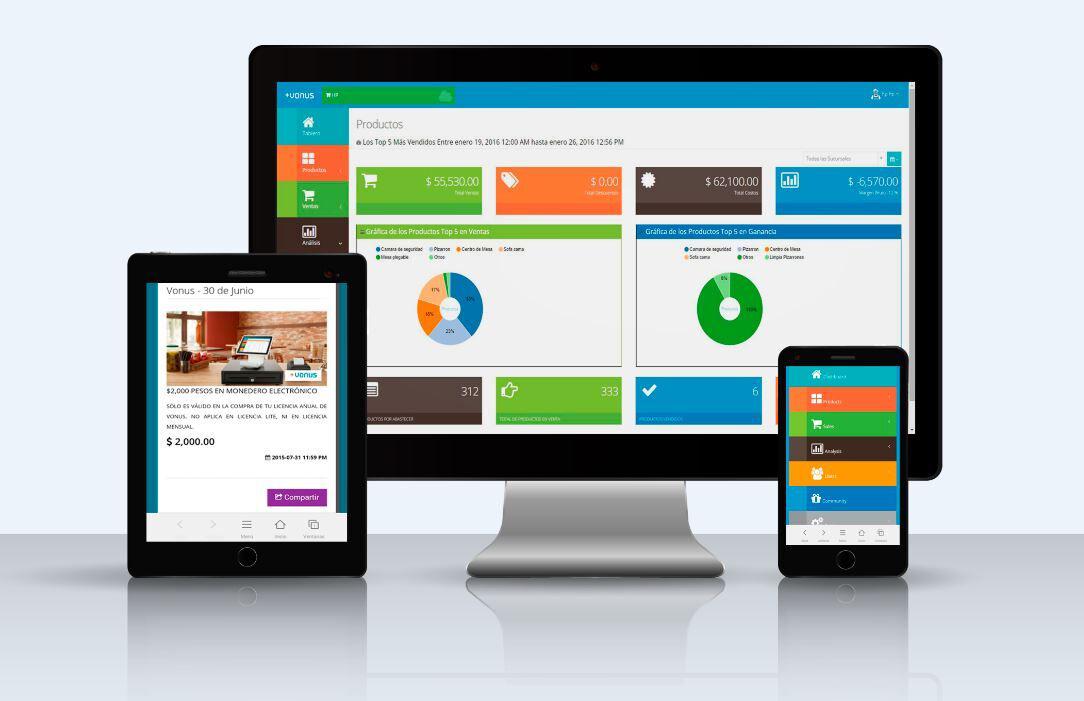 +vonus
Tablero
Productos
Ventas
Análisis
Productos
Los Top 5 Más Vendidos Entre enero 19, 2016 12:00 AM hasta enero 26, 2016 12:56 PM
Todas las Sucursales
$ 55,530.00
Total Ventas
$ 0.00
Total Descuentos
$ 62,100.00
Total Costos
$ -6,570.00
Margen Bruto -12 %
Gráfica de los Productos Top 5 en Ventas
Camara de seguridad Pizarron Centro de Mesa Sofa cama
Mesa plegable Otros
17%
16%
23%
Gráfica de los Productos Top 5 en Ganancia
Camara de seguridad Pizarron Centro de Mesa
Sofa cama Otros Limpia Pizarrones
312
333
TOTAL DE PRODUCTOS EN VENTA
6
PRODUCTOS VENDIDOS
Vonus - 30 de Junio
+vonus
$2,000 PESOS EN MONEDERO ELECTRÓNICO
SOLO ES VÁLIDO EN LA COMPRA DE TU LICENCIA ANUAL DE
VONUS. NO APLICA EN LICENCIA LITE, NI EN LICENCIA
MENSUAL.
$ 2,000.00
2015-07-31 11:59 PM
Compartir
Menú Inicio Ventanas
Dashboard
Products
Sales
Analysis
Users
Community